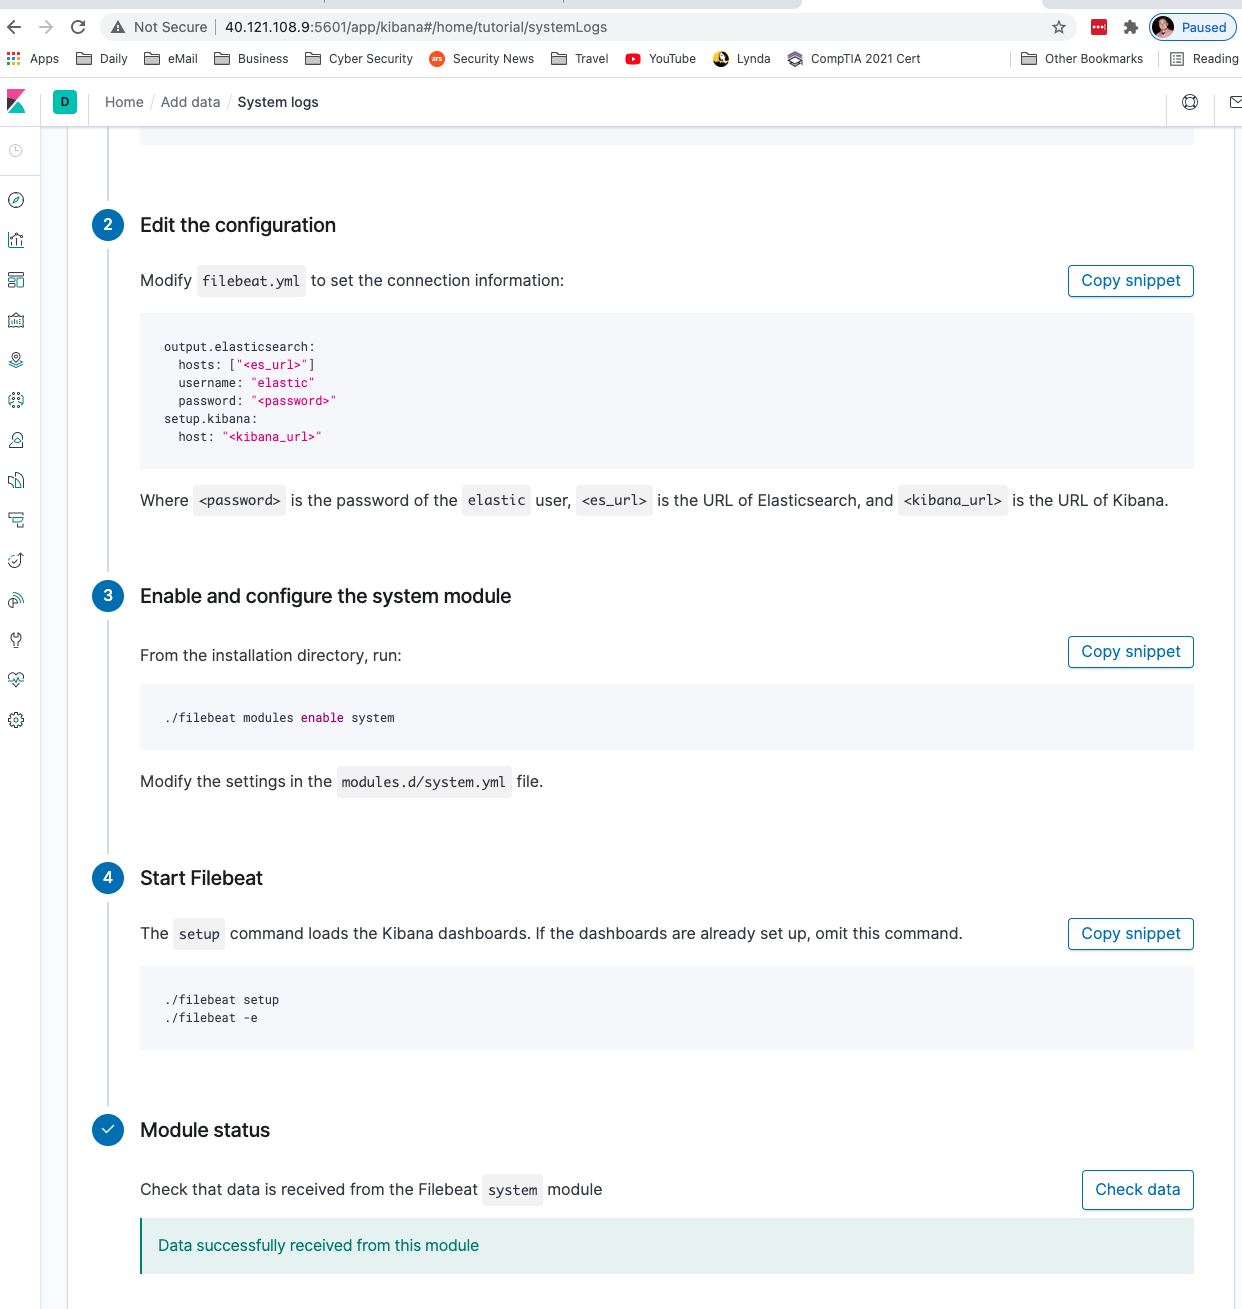 Not Secure
40.121.108.9:5601/app/kibana#/home/tutorial/systemLogs
Paused
Apps
Daily
eMail
Business
Cyber Security
ars
Security News
Travel
YouTube
Lynda
CompTIA 2021 Cert
Other Bookmarks
Reading
D
Home / Add data / System logs
2
Edit the configuration
Modify filebeat.yml to set the connection information:
Copy snippet
output.elasticsearch:
hosts: ["<es_url>"]
username: "elastic"
password: "<password>"
setup.kibana:
host: "<kibana_url>"
Where <password> is the password of the elastic user, <es_url> is the URL of Elasticsearch, and <kibana_url> is the URL of Kibana.
3
Enable and configure the system module
From the installation directory, run:
Copy snippet
./filebeat modules enable system
Modify the settings in the modules.d/system.yml file.
4
Start Filebeat
The setup command loads the Kibana dashboards. If the dashboards are already set up, omit this command.
Copy snippet
./filebeat setup
./filebeat -e
Module status
Check that data is received from the Filebeat system module
Check data
Data successfully received from this module